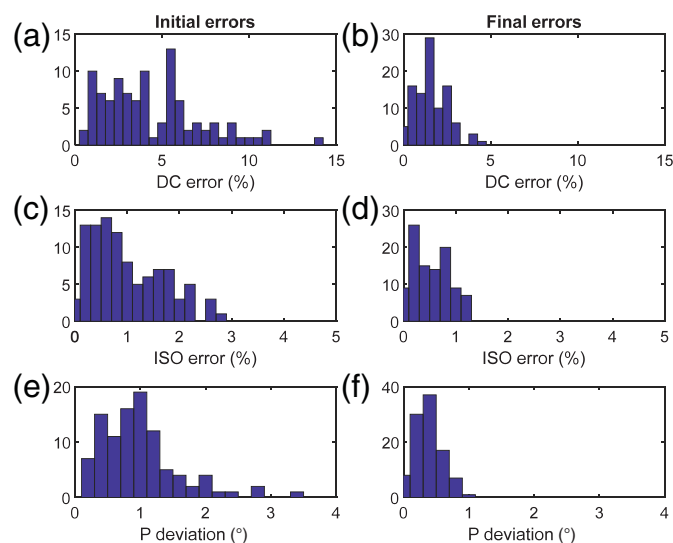 Initial errors Final errors
(a) (b)
15 30
10 20
5 10
0 0
0 5 10 15 0 5 10 15
DC error (%) DC error (%)
(c) (d)
15 30
10 20
5 10
0 0
0 1 2 3 4 5 0 1 2 3 4 5
ISO error (%) ISO error (%)
(e) (f)
20 40
10 20
0 0
0 1 2 3 4 0 1 2 3 4
P deviation (°) P deviation (°)